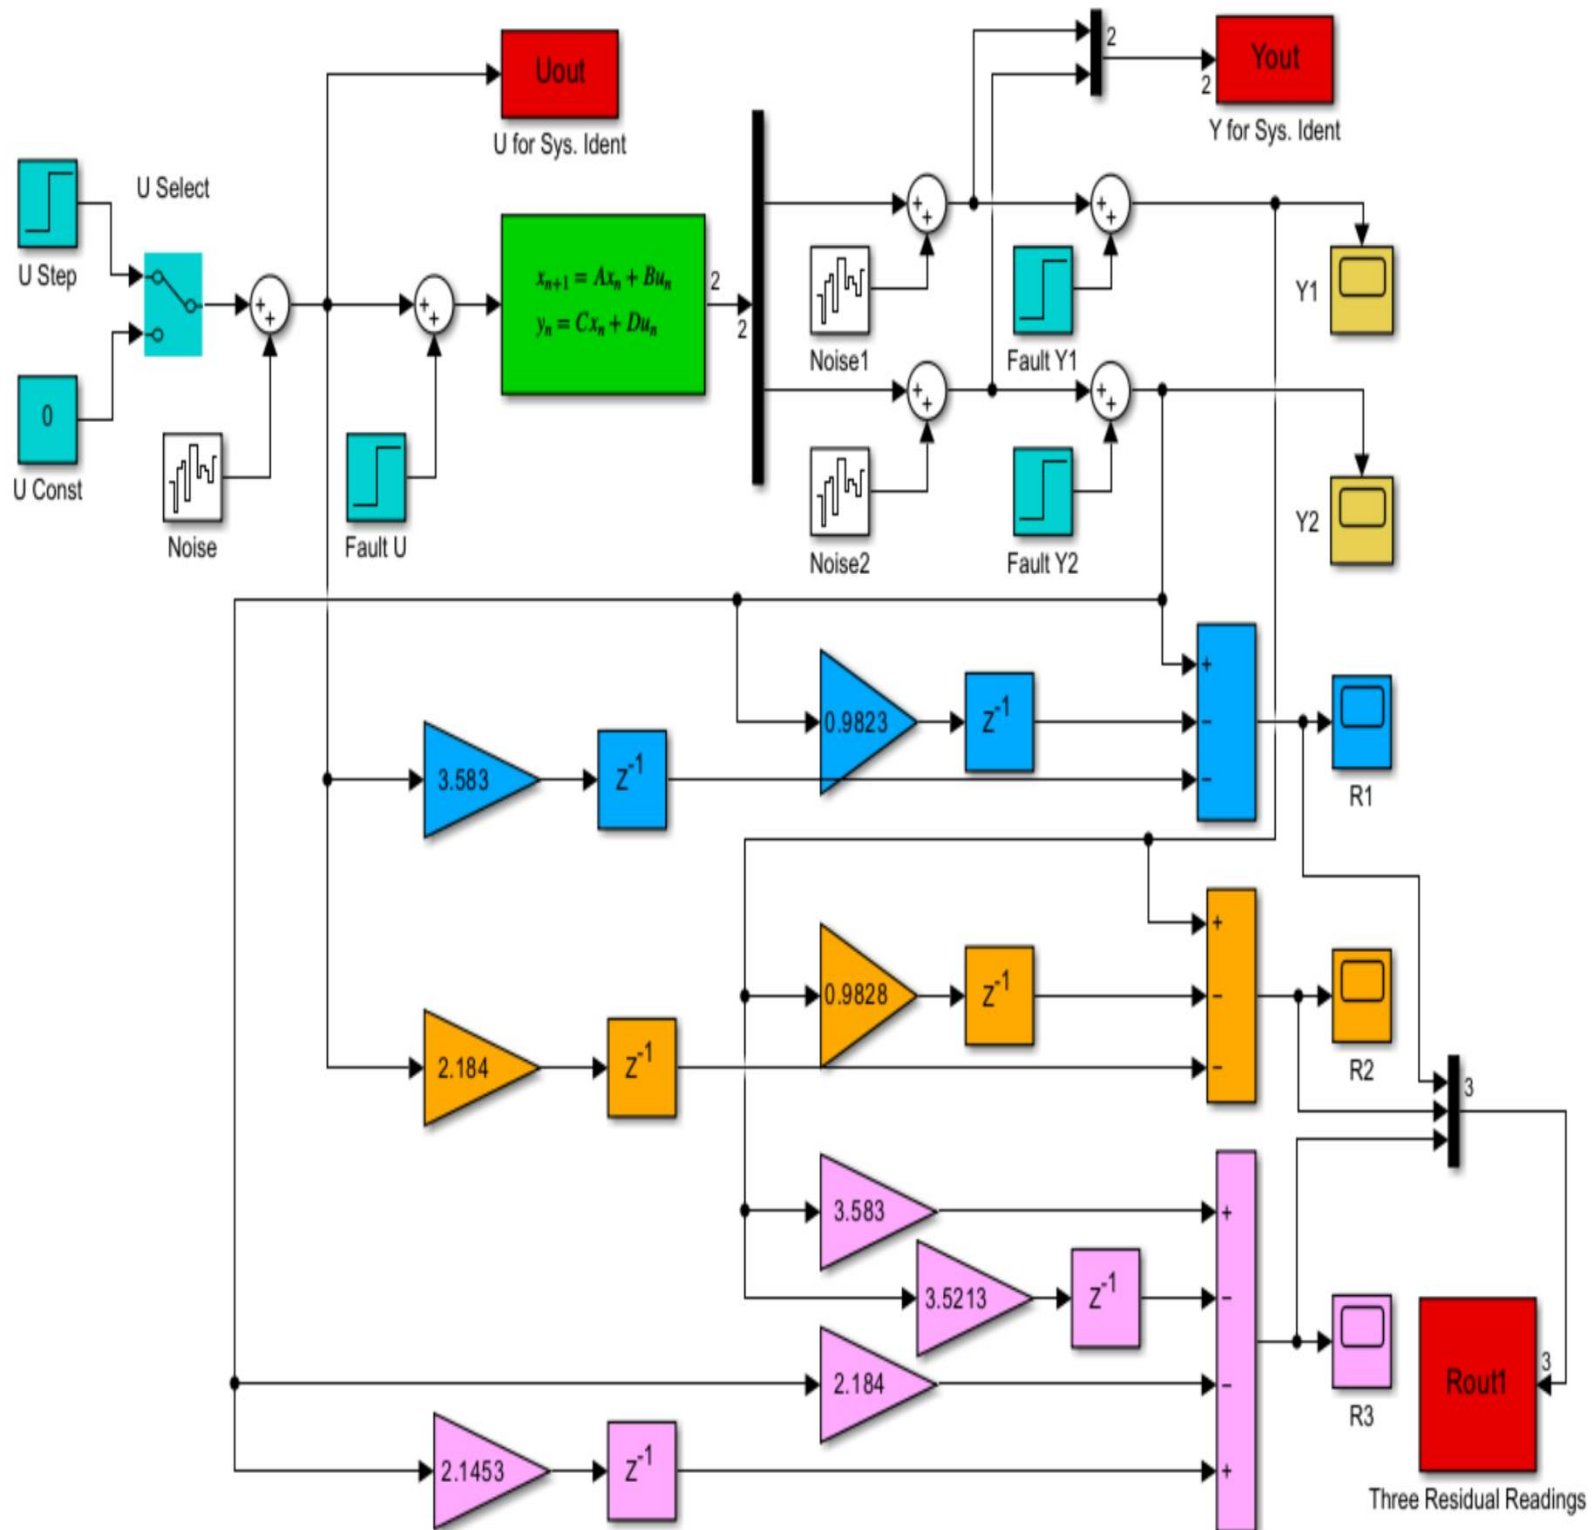 2
Uout
Yout
2
U for Sys. Ident
Y for Sys. Ident
U Select
+
+
+
+
U Step
+
+
+
+
xₙ₊₁ = Axₙ + Buₙ
yₙ = Cxₙ + Duₙ
2
2
Y1
Noise1
Fault Y1
0
+
+
+
+
U Const
Noise
Fault U
Y2
Noise2
Fault Y2
+
0.9823
z⁻¹
−
3.583
z⁻¹
−
R1
+
0.9828
z⁻¹
−
2.184
z⁻¹
−
R2
3
3.583
+
3.5213
z⁻¹
−
2.184
−
3
Rout1
R3
2.1453
z⁻¹
+
Three Residual Readings